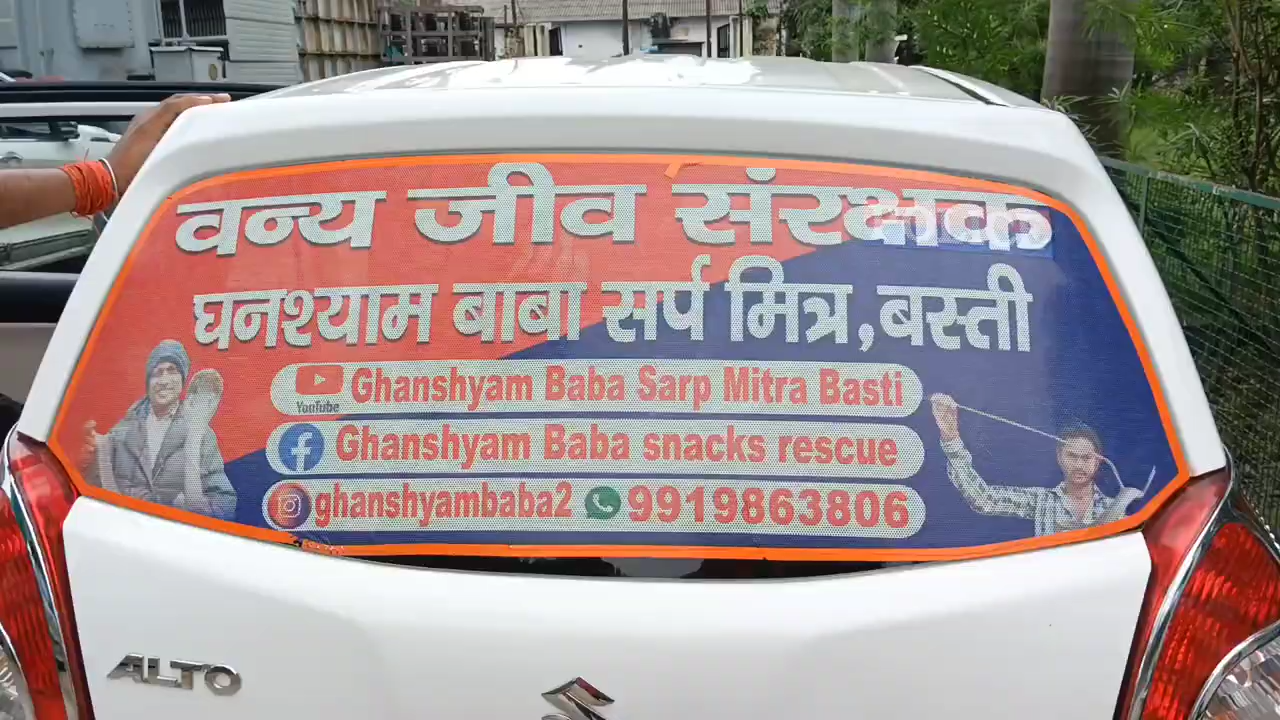 वन्य जीव संरक्षक
घनश्याम बाबा सर्प मित्र,बस्ती
YouTube Ghanshyam Baba Sarp Mitra Basti
Ghanshyam Baba snacks rescue
ghanshyambaba2 9919863806
ALTO